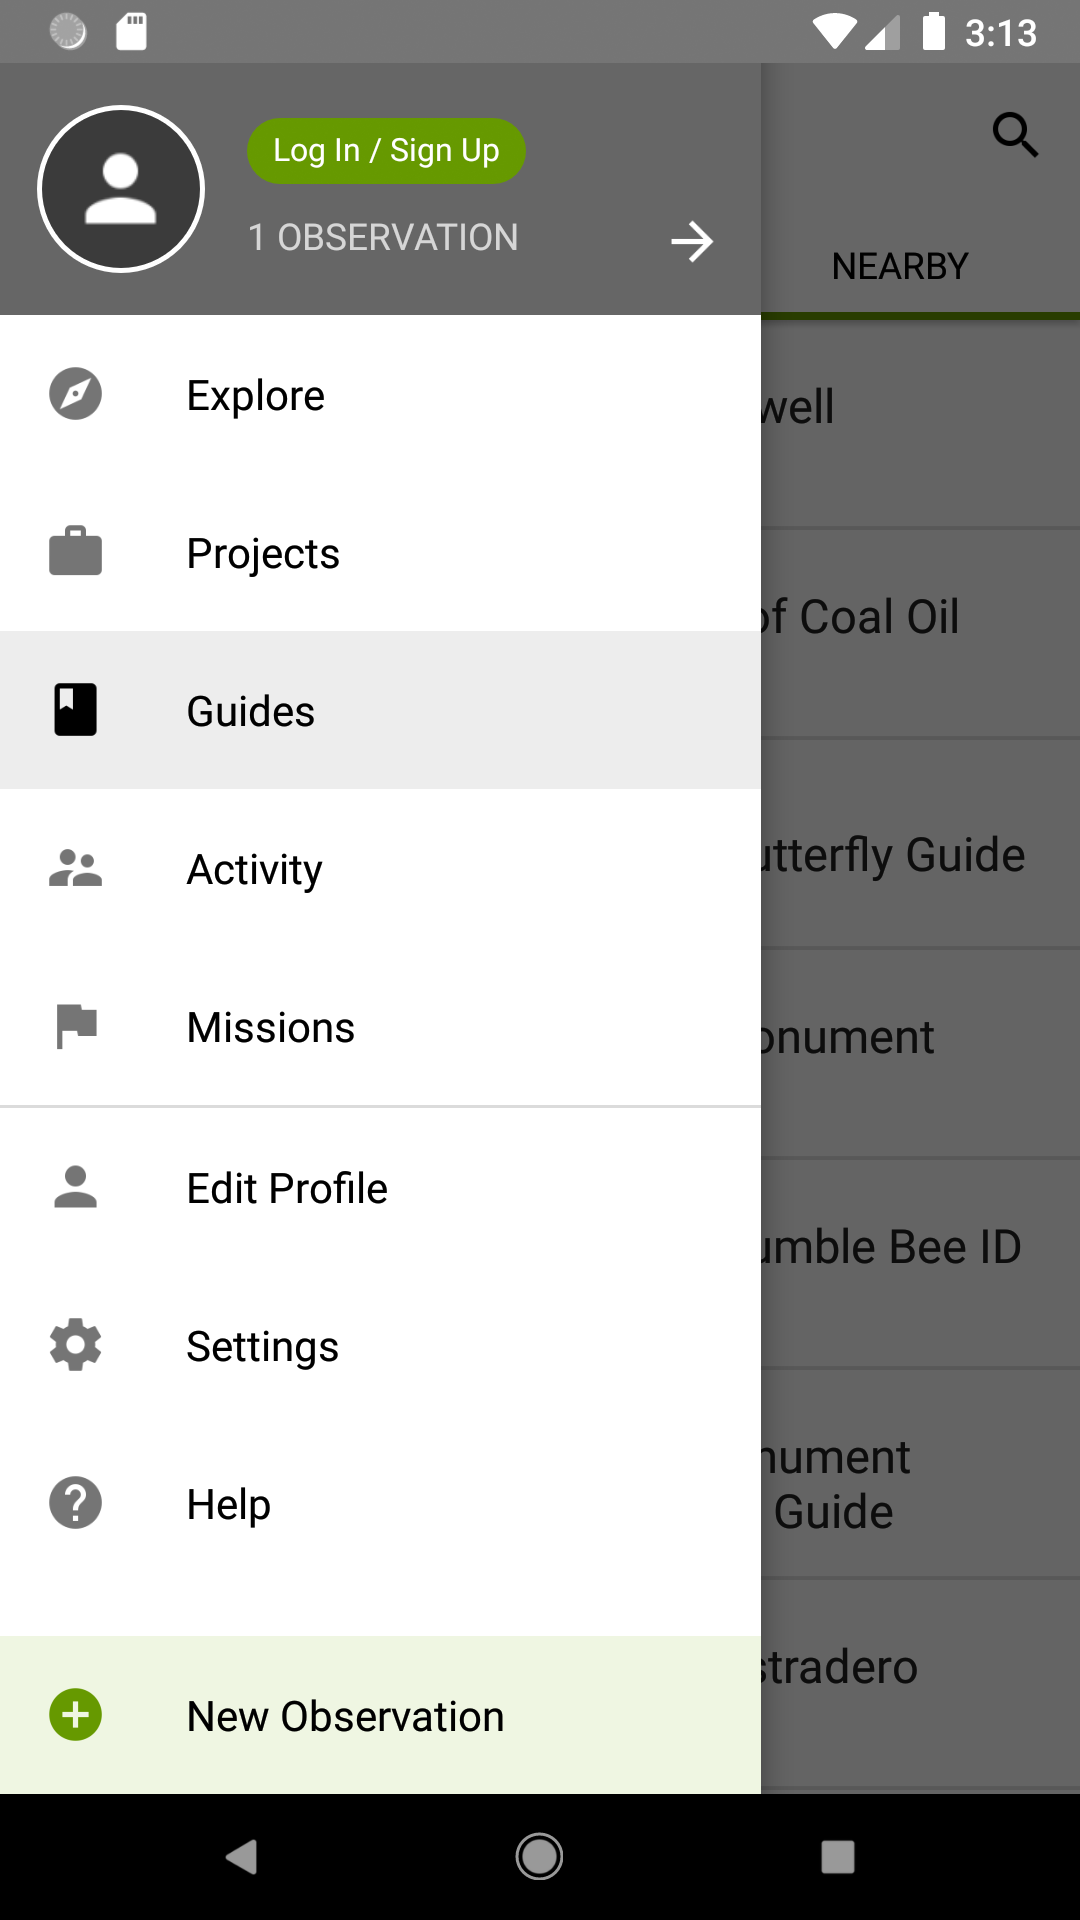 3:13
Log In / Sign Up
1 OBSERVATION
NEARBY
Explore
well
Projects
of Coal Oil
Guides
Activity
utterfly Guide
Missions
onument
Edit Profile
umble Bee ID
Settings
nument
Guide
Help
stradero
New Observation